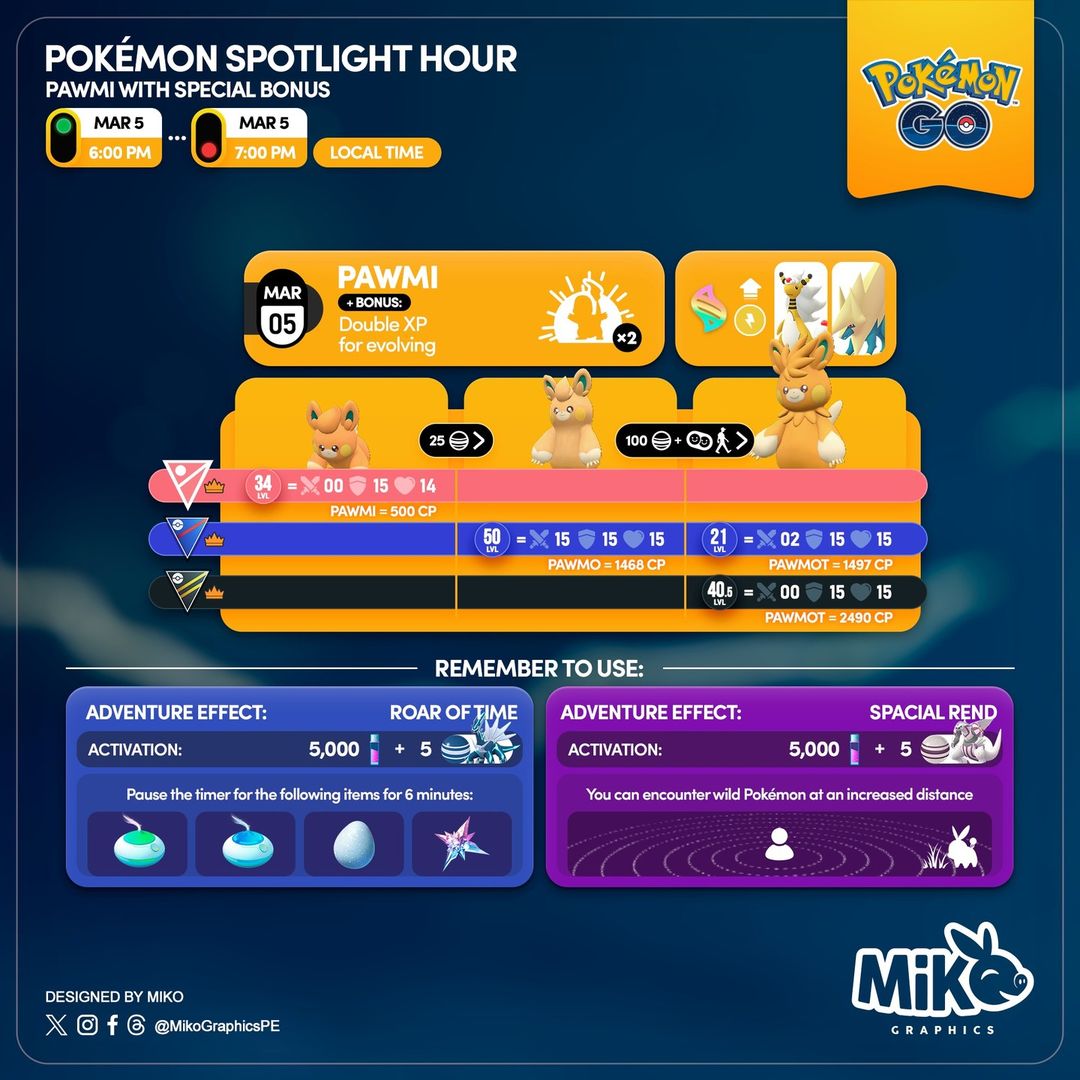 POKÉMON SPOTLIGHT HOUR
PAWMI WITH SPECIAL BONUS
MAR 5
6:00 PM
...
MAR 5
7:00 PM
LOCAL TIME
POKÉMON
GO
MAR
05
PAWMI
+ BONUS:
Double XP
for evolving
×2
25
100 +
34 = 00 15 14
LVL
PAWMI = 500 CP
50 = 15 15 15
LVL
PAWMO = 1468 CP
21 = 02 15 15
LVL
PAWMOT = 1497 CP
40.5 = 00 15 15
LVL
PAWMOT = 2490 CP
REMEMBER TO USE:
ADVENTURE EFFECT: ROAR OF TIME
ACTIVATION: 5,000 + 5
Pause the timer for the following items for 6 minutes:
ADVENTURE EFFECT: SPACIAL REND
ACTIVATION: 5,000 + 5
You can encounter wild Pokémon at an increased distance
DESIGNED BY MIKO
@MikoGraphicsPE
MiKO
GRAPHICS